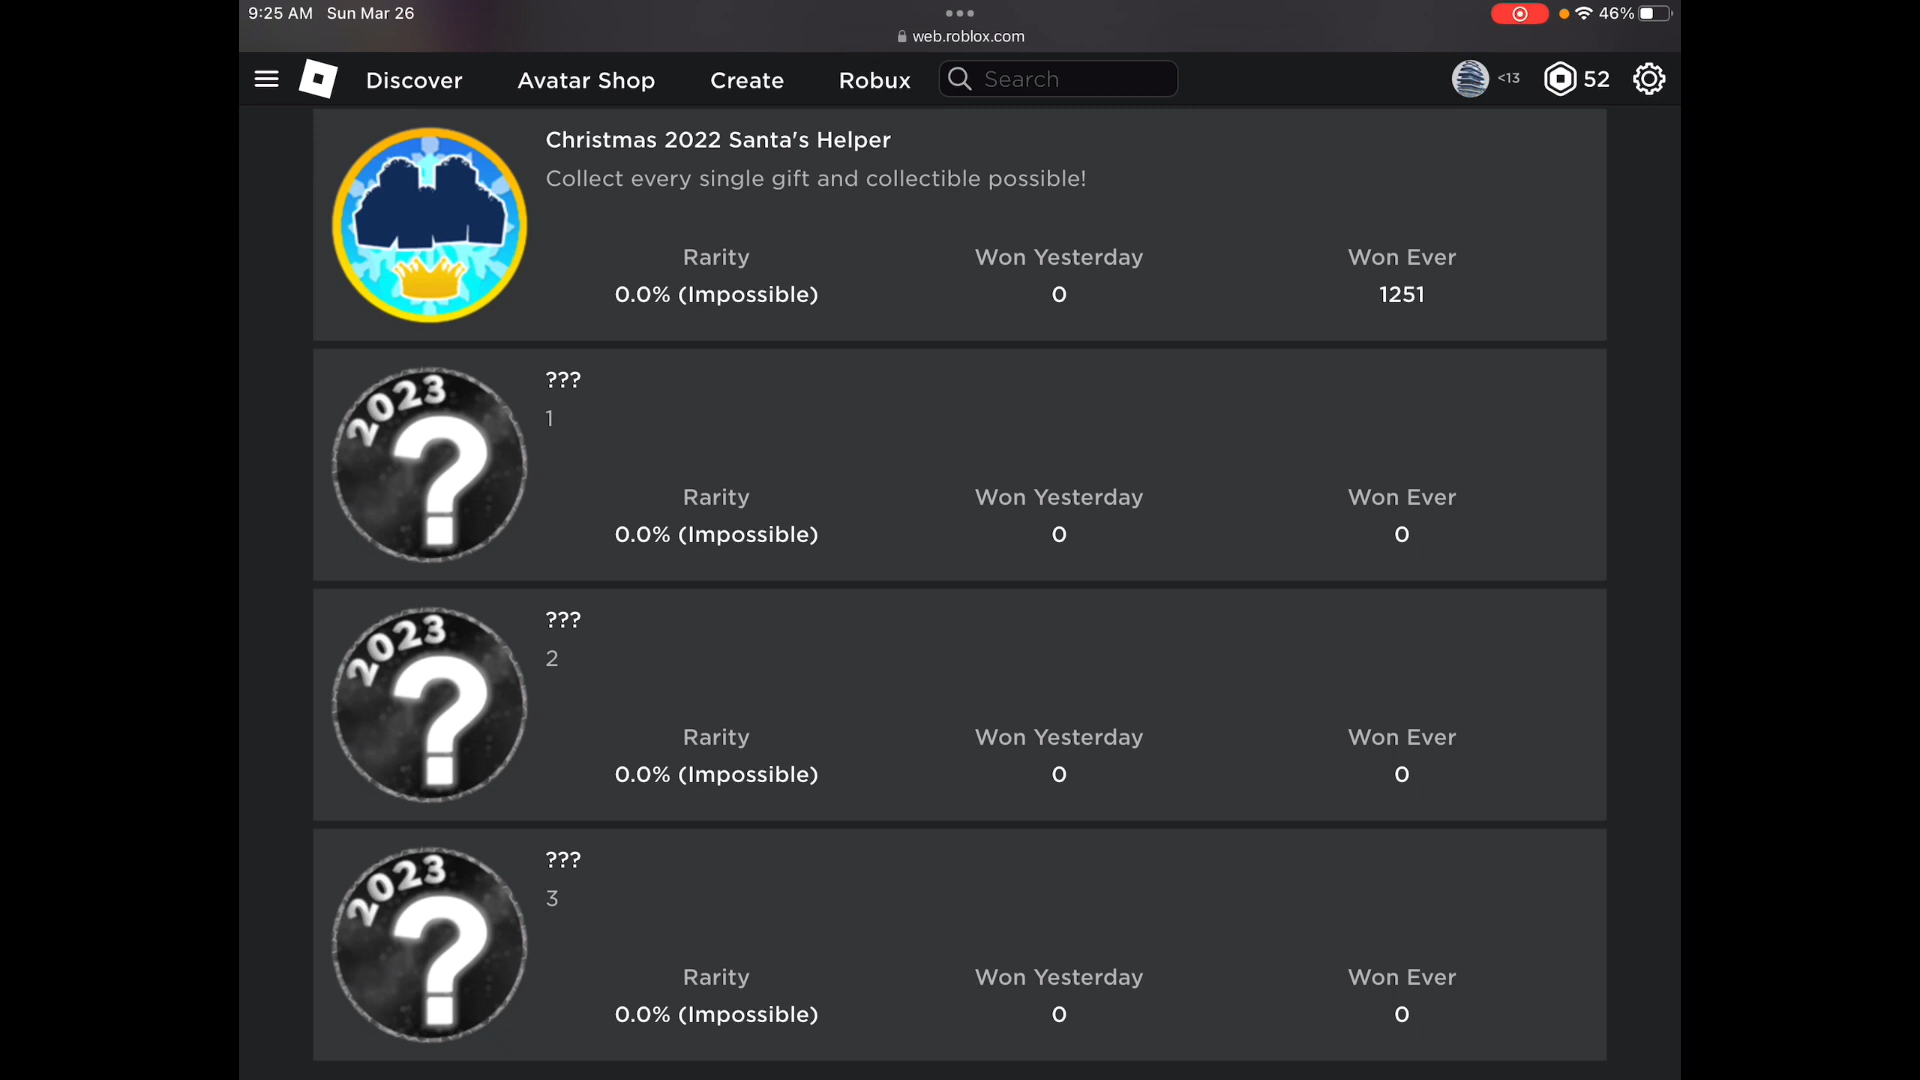 9:25 AM Sun Mar 26
46%
web.roblox.com
Discover Avatar Shop Create Robux Search <13 52
Christmas 2022 Santa's Helper
Collect every single gift and collectible possible!
Rarity Won Yesterday Won Ever
0.0% (Impossible) 0 1251
2023
?
???
1
Rarity Won Yesterday Won Ever
0.0% (Impossible) 0 0
2023
?
???
2
Rarity Won Yesterday Won Ever
0.0% (Impossible) 0 0
2023
?
???
3
Rarity Won Yesterday Won Ever
0.0% (Impossible) 0 0